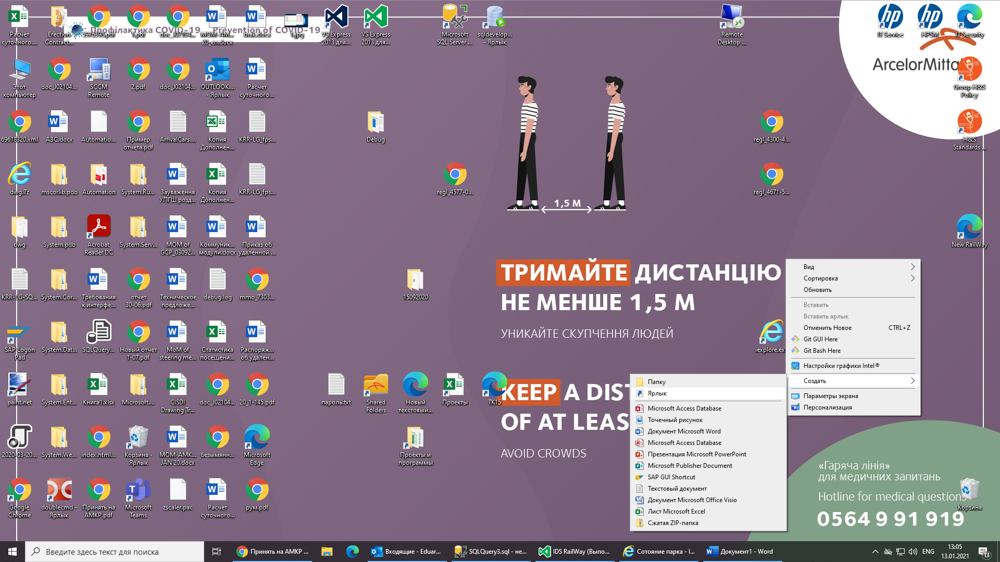 Профілактика COVID-19
Prevention of COVID-19
ArcelorMittal
Расчет
суточного....
Erection
Contract...
5976398.pdf
1.pdf
doc_J02104...
MOM-AM...
20_en.docx
brak.docx
1.jpg
VS Express
2013 для...
VS Express
2013 для...
Microsoft
SQL Server ...
sqldevelop...
- Ярлык
Remote
Desktop ...
IT Service
HPSM
IT Security
Этот
компьютер
doc_J02104...
SCCM
Remote
2.pdf
doc_J02104...
OUTLOOK....
- Ярлык
Расчет
суточного...
Group H&S
Policy
69618320.xml
АЗС.docx
Automatio...
Пример
отчета.pdf
ArrivalCars....
Копия
Дополнен...
KRR-LG_fps...
Debug
regl_4300-4...
H&S
Standards ...
dwg.7z
mscorlib.pdb
Automation
System.Ru...
Зауваження
УПГШ розд...
Копия
Дополнен...
KRR-LG_fps...
regl_4577-0...
regl_4671-5...
1,5 М
dwg
System.pdb
Acrobat
Reader DC
System.Serv...
MOM of
GCP_03092...
Коммуник...
модули.docx
Приказ об
удаленной ...
New RailWay
ТРИМАЙТЕ ДИСТАНЦІЮ
НЕ МЕНШЕ 1,5 М
УНИКАЙТЕ СКУПЧЕННЯ ЛЮДЕЙ
KRR-LG-SQ...
System.Cor...
Требования
к интерфе...
отчет
30-06.pdf
Техническое
предложе...
debug.log
mmo_7303...
15092020
SAP Logon
Pad
System.Dat...
SQLQuery...
Новый отчет
1-07.pdf
MoM of
steering me...
Статистика
посещени...
Распоряж...
об удален...
iexplore.ex
Вид
Сортировка
Обновить
Вставить
Вставить ярлык
Отменить Новое CTRL+Z
Git GUI Here
Git Bash Here
Настройки графики Intel®
Создать
Параметры экрана
Персонализация
paint.net
System.Ent...
Книга1.xlsx
Microsoft....
CISDI
Drawing Tr...
doc_J02104...
20_1-145.pdf
пароль.txt
Shared
Folders
Новый
текстовый...
Проекты
TK15
KEEP A DIST
OF AT LEAS
AVOID CROWDS
Папку
Ярлык
Microsoft Access Database
Точечный рисунок
Документ Microsoft Word
Microsoft Access Database
Презентация Microsoft PowerPoint
Microsoft Publisher Document
SAP GUI Shortcut
Текстовый документ
Документ Microsoft Office Visio
Лист Microsoft Excel
Сжатая ZIP-папка
2020-03-20...
System.We...
index.html...
Корзина -
Ярлык
MOM-AMK...
JAN 20.docx
безымянн...
Microsoft
Edge
Проекты и
программы
Google
Chrome
doublecmd -
Ярлык
Принять на
АМКР.pdf
Microsoft
Teams
zscaler.pac
Расчет
суточного...
рум.pdf
«Гаряча лінія»
для медичних запитань
Hotline for medical questions
0564 9 91 919
Корзина
Введите здесь текст для поиска
Принять на АМКР ...
Входящие - Eduar...
SQLQuery3.sql - не...
IDS RailWay (Выпо...
Сотояние парка - I...
Документ1 - Word
ENG
13:05
13.01.2021
13